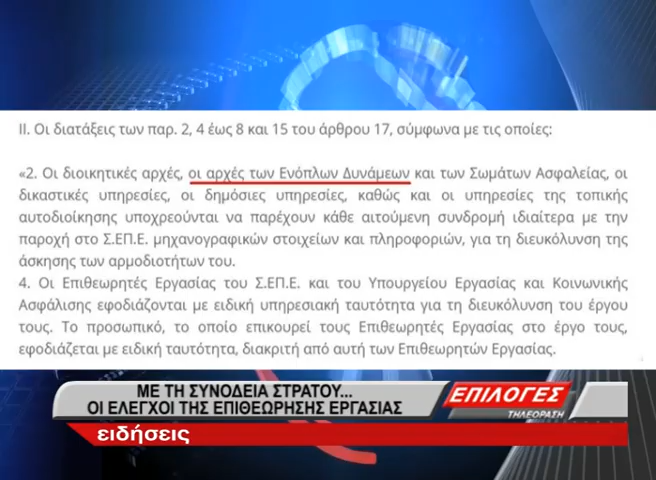 II. Οι διατάξεις των παρ. 2, 4 έως 8 και 15 του άρθρου 17, σύμφωνα με τις οποίες:
«2. Οι διοικητικές αρχές, οι αρχές των Ενόπλων Δυνάμεων και των Σωμάτων Ασφαλείας, οι
δικαστικές υπηρεσίες, οι δημόσιες υπηρεσίες, καθώς και οι υπηρεσίες της τοπικής
αυτοδιοίκησης υποχρεούνται να παρέχουν κάθε αιτούμενη συνδρομή ιδιαίτερα με την
παροχή στο Σ.ΕΠ.Ε. μηχανογραφικών στοιχείων και πληροφοριών, για τη διευκόλυνση της
άσκησης των αρμοδιοτήτων του.
4. Οι Επιθεωρητές Εργασίας του Σ.ΕΠ.Ε. και του Υπουργείου Εργασίας και Κοινωνικής
Ασφάλισης εφοδιάζονται με ειδική υπηρεσιακή ταυτότητα για τη διευκόλυνση του έργου
τους. Το προσωπικό, το οποίο επικουρεί τους Επιθεωρητές Εργασίας στο έργο τους,
εφοδιάζεται με ειδική ταυτότητα, διακριτή από αυτή των Επιθεωρητών Εργασίας.
ΜΕ ΤΗ ΣΥΝΟΔΕΙΑ ΣΤΡΑΤΟΥ...
ΟΙ ΕΛΕΓΧΟΙ ΤΗΣ ΕΠΙΘΕΩΡΗΣΗΣ ΕΡΓΑΣΙΑΣ
ΕΠΙΛΟΓΕΣ
ΤΗΛΕΟΡΑΣΗ
ειδήσεις